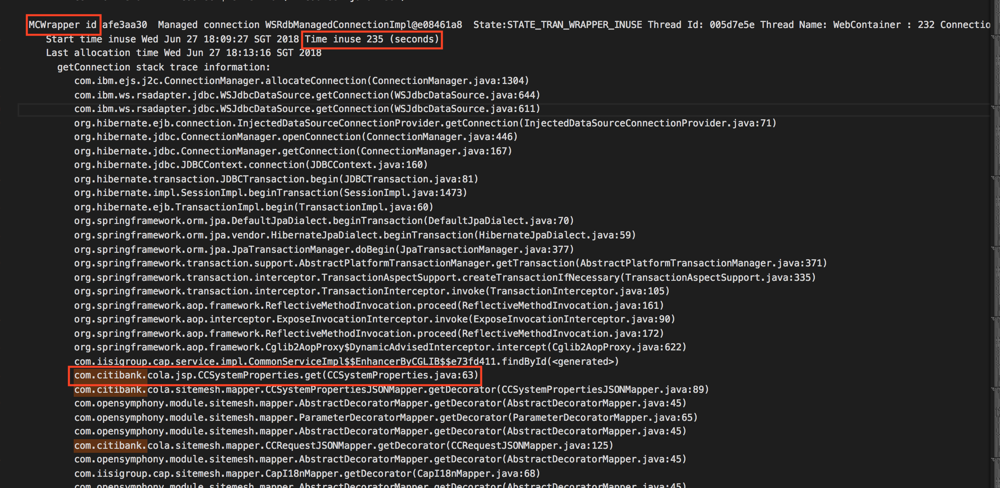 MCWrapper id afe3aa30  Managed connection WSRdbManagedConnectionImpl@e08461a8  State:STATE_TRAN_WRAPPER_INUSE Thread Id: 005d7e5e Thread Name: WebContainer : 232 Connectio
Start time inuse Wed Jun 27 18:09:27 SGT 2018 Time inuse 235 (seconds)
Last allocation time Wed Jun 27 18:13:16 SGT 2018
getConnection stack trace information:
com.ibm.ejs.j2c.ConnectionManager.allocateConnection(ConnectionManager.java:1304)
com.ibm.ws.rsadapter.jdbc.WSJdbcDataSource.getConnection(WSJdbcDataSource.java:644)
com.ibm.ws.rsadapter.jdbc.WSJdbcDataSource.getConnection(WSJdbcDataSource.java:611)
org.hibernate.ejb.connection.InjectedDataSourceConnectionProvider.getConnection(InjectedDataSourceConnectionProvider.java:71)
org.hibernate.jdbc.ConnectionManager.openConnection(ConnectionManager.java:446)
org.hibernate.jdbc.ConnectionManager.getConnection(ConnectionManager.java:167)
org.hibernate.jdbc.JDBCContext.connection(JDBCContext.java:160)
org.hibernate.transaction.JDBCTransaction.begin(JDBCTransaction.java:81)
org.hibernate.impl.SessionImpl.beginTransaction(SessionImpl.java:1473)
org.hibernate.ejb.TransactionImpl.begin(TransactionImpl.java:60)
org.springframework.orm.jpa.DefaultJpaDialect.beginTransaction(DefaultJpaDialect.java:70)
org.springframework.orm.jpa.vendor.HibernateJpaDialect.beginTransaction(HibernateJpaDialect.java:59)
org.springframework.orm.jpa.JpaTransactionManager.doBegin(JpaTransactionManager.java:377)
org.springframework.transaction.support.AbstractPlatformTransactionManager.getTransaction(AbstractPlatformTransactionManager.java:371)
org.springframework.transaction.interceptor.TransactionAspectSupport.createTransactionIfNecessary(TransactionAspectSupport.java:335)
org.springframework.transaction.interceptor.TransactionInterceptor.invoke(TransactionInterceptor.java:105)
org.springframework.aop.framework.ReflectiveMethodInvocation.proceed(ReflectiveMethodInvocation.java:161)
org.springframework.aop.interceptor.ExposeInvocationInterceptor.invoke(ExposeInvocationInterceptor.java:90)
org.springframework.aop.framework.ReflectiveMethodInvocation.proceed(ReflectiveMethodInvocation.java:172)
org.springframework.aop.framework.Cglib2AopProxy$DynamicAdvisedInterceptor.intercept(Cglib2AopProxy.java:622)
com.iisigroup.cap.service.impl.CommonServiceImpl$$EnhancerByCGLIB$$e73fd411.findById(<generated>)
com.citibank.cola.jsp.CCSystemProperties.get(CCSystemProperties.java:63)
com.citibank.cola.sitemesh.mapper.CCSystemPropertiesJSONMapper.getDecorator(CCSystemPropertiesJSONMapper.java:89)
com.opensymphony.module.sitemesh.mapper.AbstractDecoratorMapper.getDecorator(AbstractDecoratorMapper.java:45)
com.opensymphony.module.sitemesh.mapper.ParameterDecoratorMapper.getDecorator(ParameterDecoratorMapper.java:65)
com.opensymphony.module.sitemesh.mapper.AbstractDecoratorMapper.getDecorator(AbstractDecoratorMapper.java:45)
com.citibank.cola.sitemesh.mapper.CCRequestJSONMapper.getDecorator(CCRequestJSONMapper.java:125)
com.opensymphony.module.sitemesh.mapper.AbstractDecoratorMapper.getDecorator(AbstractDecoratorMapper.java:45)
com.iisigroup.cap.sitemesh.mapper.CapI18nMapper.getDecorator(CapI18nMapper.java:68)
com.opensymphony.module.sitemesh.mapper.AbstractDecoratorMapper.getDecorator(AbstractDecoratorMapper.java:45)